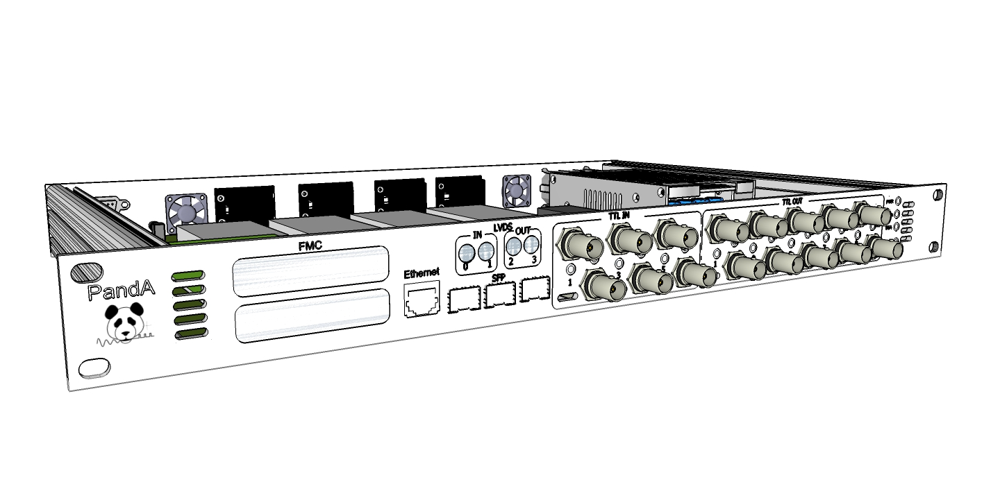 PandA
FMC
Ethernet
LVDS
IN
OUT
0
1
2
3
SFP
TTL IN
1
3
5
TTL OUT
1
PWR